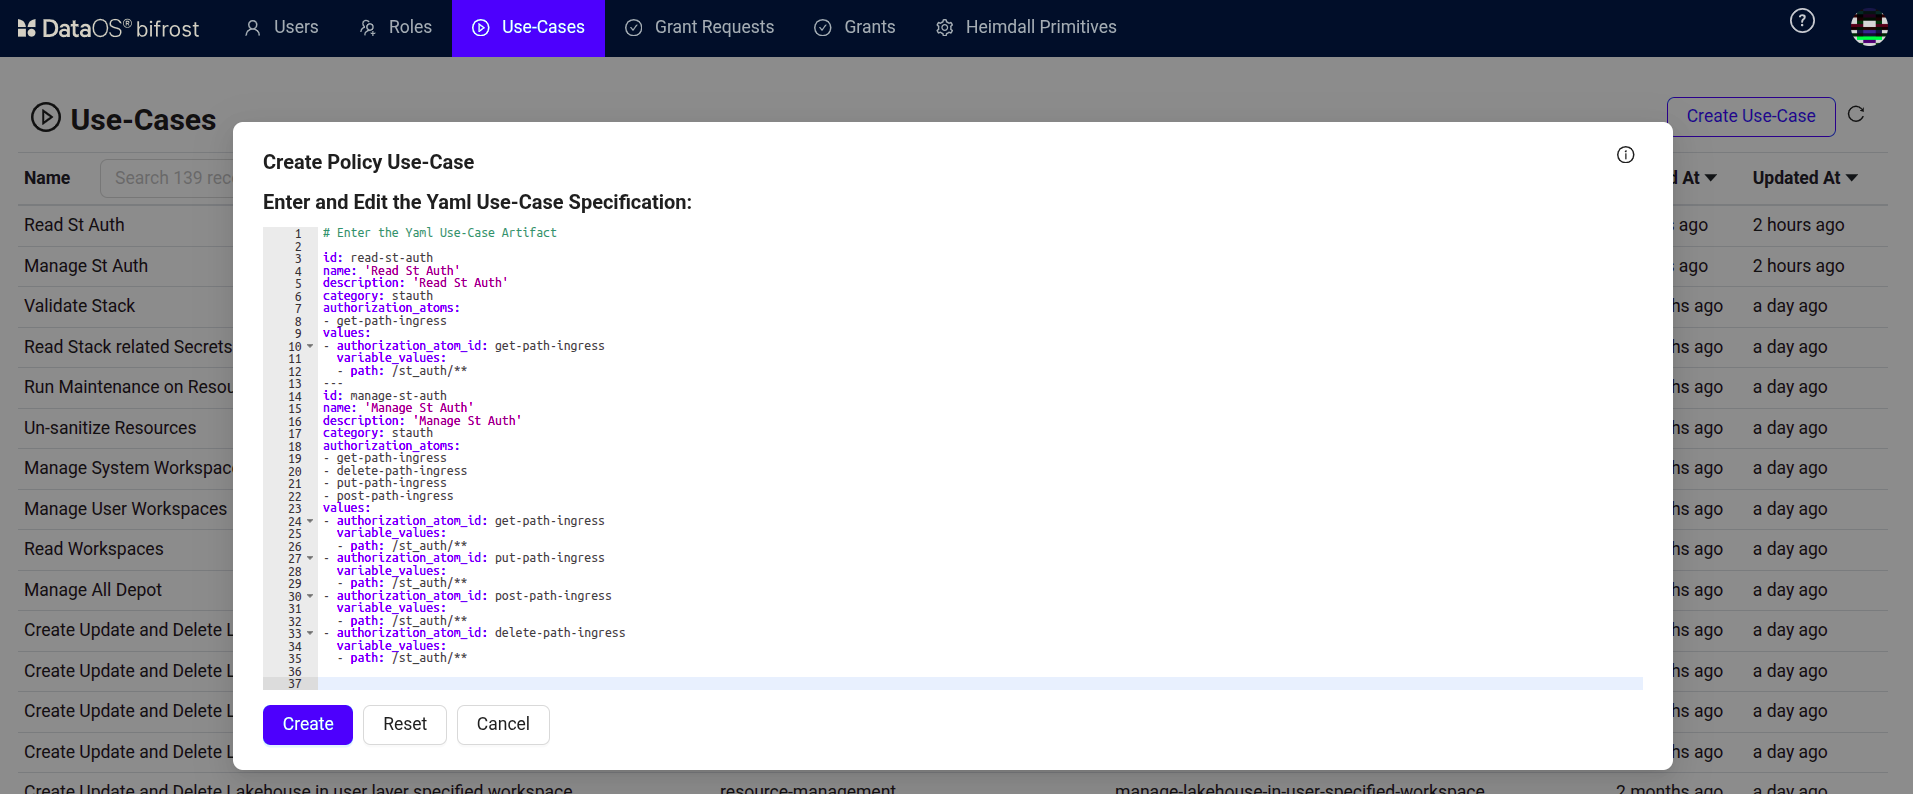 DataOS® bifrost Users Roles Use-Cases Grant Requests Grants Heimdall Primitives
Use-Cases
Create Use-Case
Create Policy Use-Case
Enter and Edit the Yaml Use-Case Specification:
Name Search 139 rec
d At Updated At
Read St Auth s ago 2 hours ago
Manage St Auth s ago 2 hours ago
Validate Stack hs ago a day ago
Read Stack related Secrets hs ago a day ago
Run Maintenance on Resou hs ago a day ago
Un-sanitize Resources hs ago a day ago
Manage System Workspac hs ago a day ago
Manage User Workspaces hs ago a day ago
Read Workspaces hs ago a day ago
Manage All Depot hs ago a day ago
Create Update and Delete L hs ago a day ago
Create Update and Delete L hs ago a day ago
Create Update and Delete L hs ago a day ago
Create Update and Delete L hs ago a day ago
Create Update and Delete Lakehouse in user layer specified workspace resource-management manage-lakehouse-in-user-specified-workspace 2 months ago a day ago
1 # Enter the Yaml Use-Case Artifact
2
3 id: read-st-auth
4 name: 'Read St Auth'
5 description: 'Read St Auth'
6 category: stauth
7 authorization_atoms:
8 - get-path-ingress
9 values:
10 - authorization_atom_id: get-path-ingress
11 variable_values:
12 - path: /st_auth/**
13 ---
14 id: manage-st-auth
15 name: 'Manage St Auth'
16 description: 'Manage St Auth'
17 category: stauth
18 authorization_atoms:
19 - get-path-ingress
20 - delete-path-ingress
21 - put-path-ingress
22 - post-path-ingress
23 values:
24 - authorization_atom_id: get-path-ingress
25 variable_values:
26 - path: /st_auth/**
27 - authorization_atom_id: put-path-ingress
28 variable_values:
29 - path: /st_auth/**
30 - authorization_atom_id: post-path-ingress
31 variable_values:
32 - path: /st_auth/**
33 - authorization_atom_id: delete-path-ingress
34 variable_values:
35 - path: /st_auth/**
36
37
Create Reset Cancel